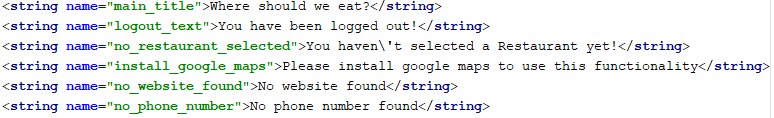 <string name="main_title">Where should we eat?</string>
<string name="logout_text">You have been logged out!</string>
<string name="no_restaurant_selected">You haven\'t selected a Restaurant yet!</string>
<string name="install_google_maps">Please install google maps to use this functionality</string>
<string name="no_website_found">No website found</string>
<string name="no_phone_number">No phone number found</string>